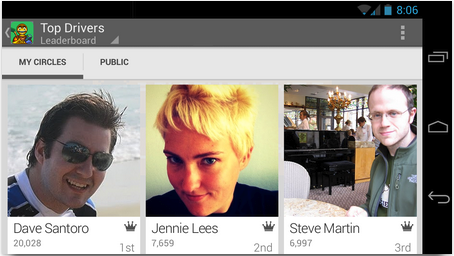 8:06
Top Drivers
Leaderboard
MY CIRCLES
PUBLIC
Dave Santoro
20,028
1st
Jennie Lees
7,659
2nd
Steve Martin
6,997
3rd